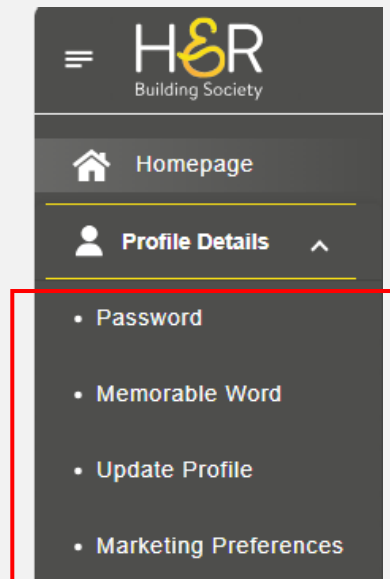 H&R
Building Society
Homepage
Profile Details
• Password
• Memorable Word
• Update Profile
• Marketing Preferences